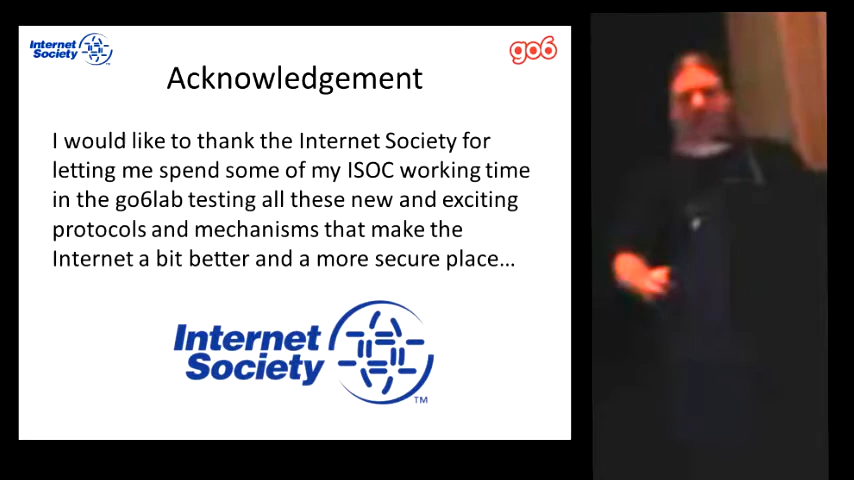 Internet
Society
go6
Acknowledgement
I would like to thank the Internet Society for
letting me spend some of my ISOC working time
in the go6lab testing all these new and exciting
protocols and mechanisms that make the
Internet a bit better and a more secure place...
Internet
Society
TM